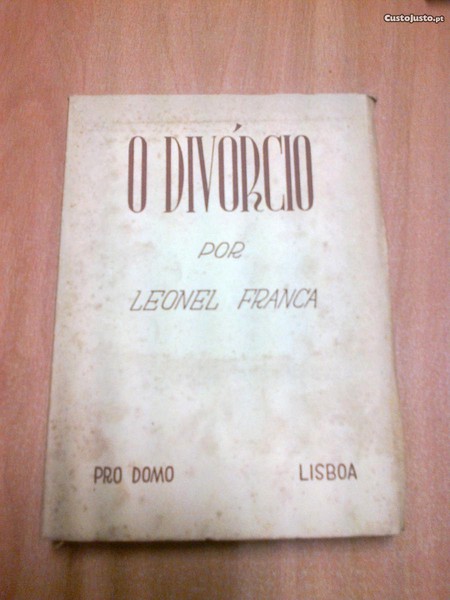 CustoJusto.pt
O DIVÓRCIO
POR
LEONEL FRANCA
PRO DOMO LISBOA